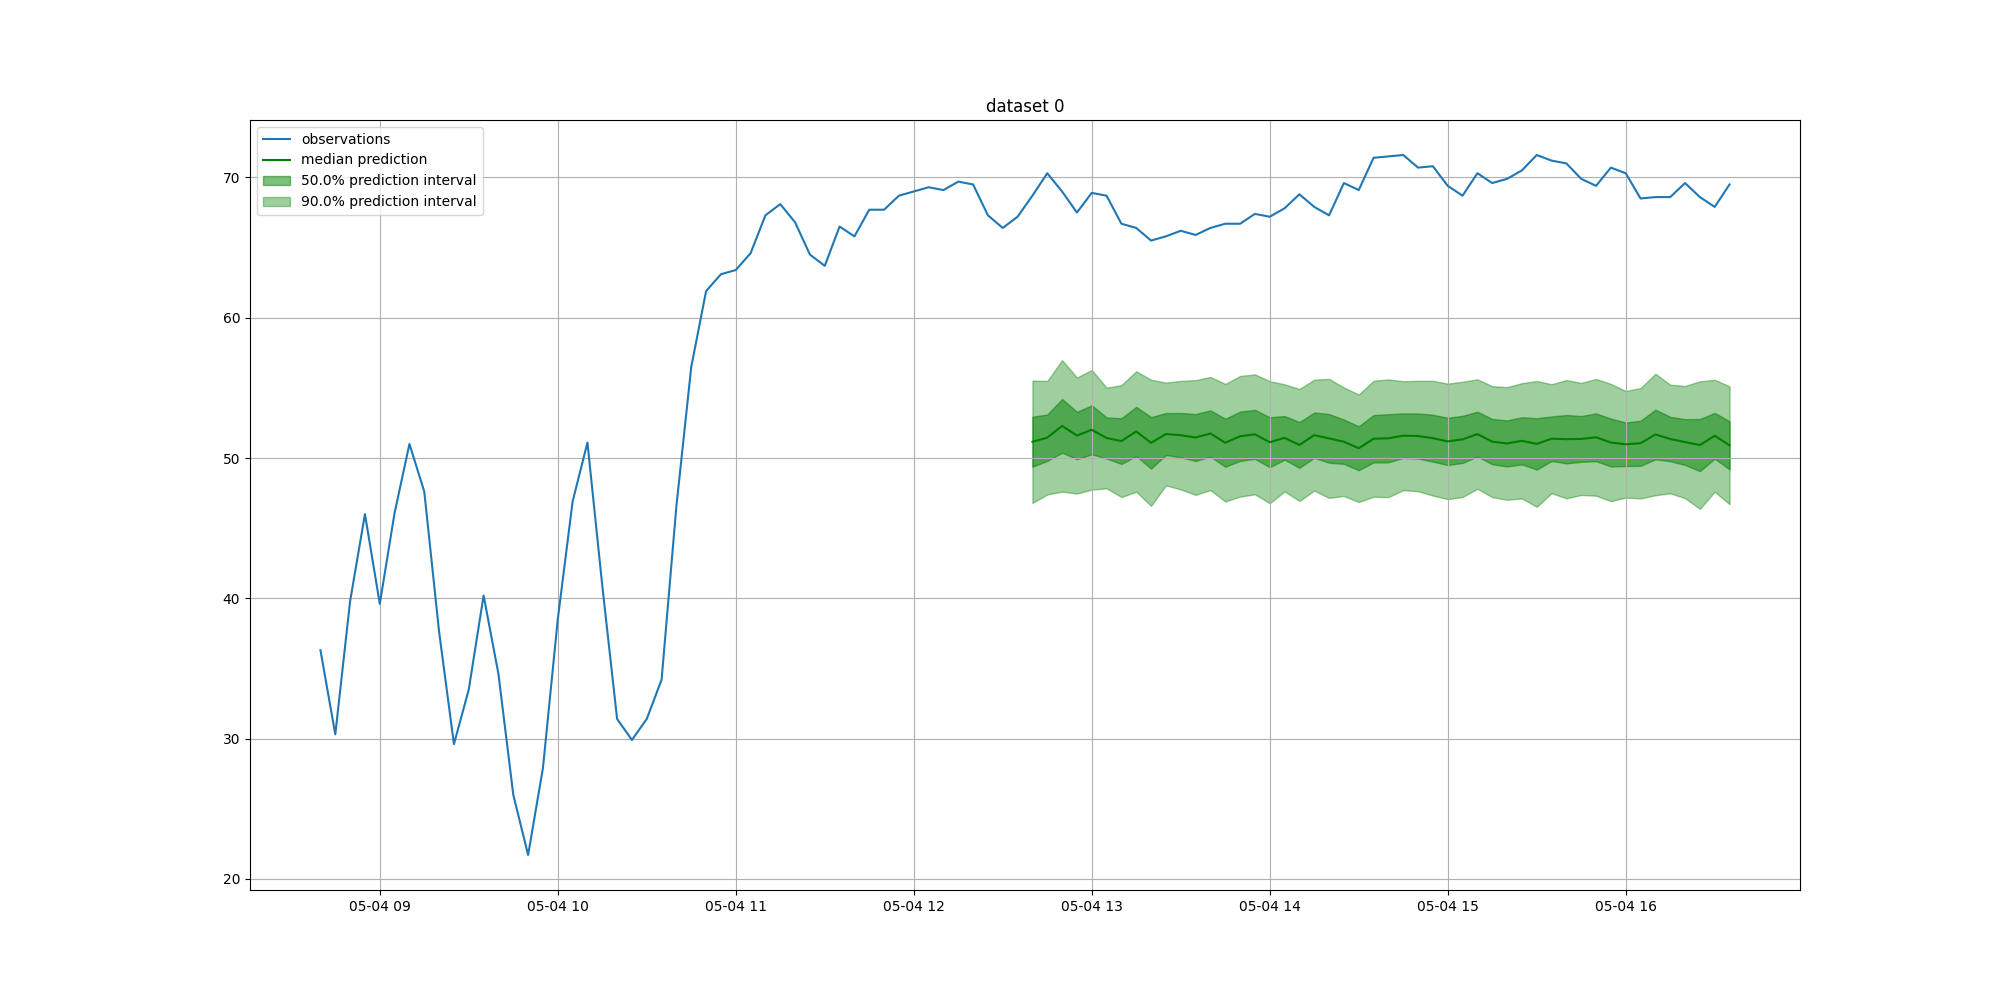 dataset 0
observations
median prediction
50.0% prediction interval
90.0% prediction interval
70
60
50
40
30
20
05-04 09
05-04 10
05-04 11
05-04 12
05-04 13
05-04 14
05-04 15
05-04 16